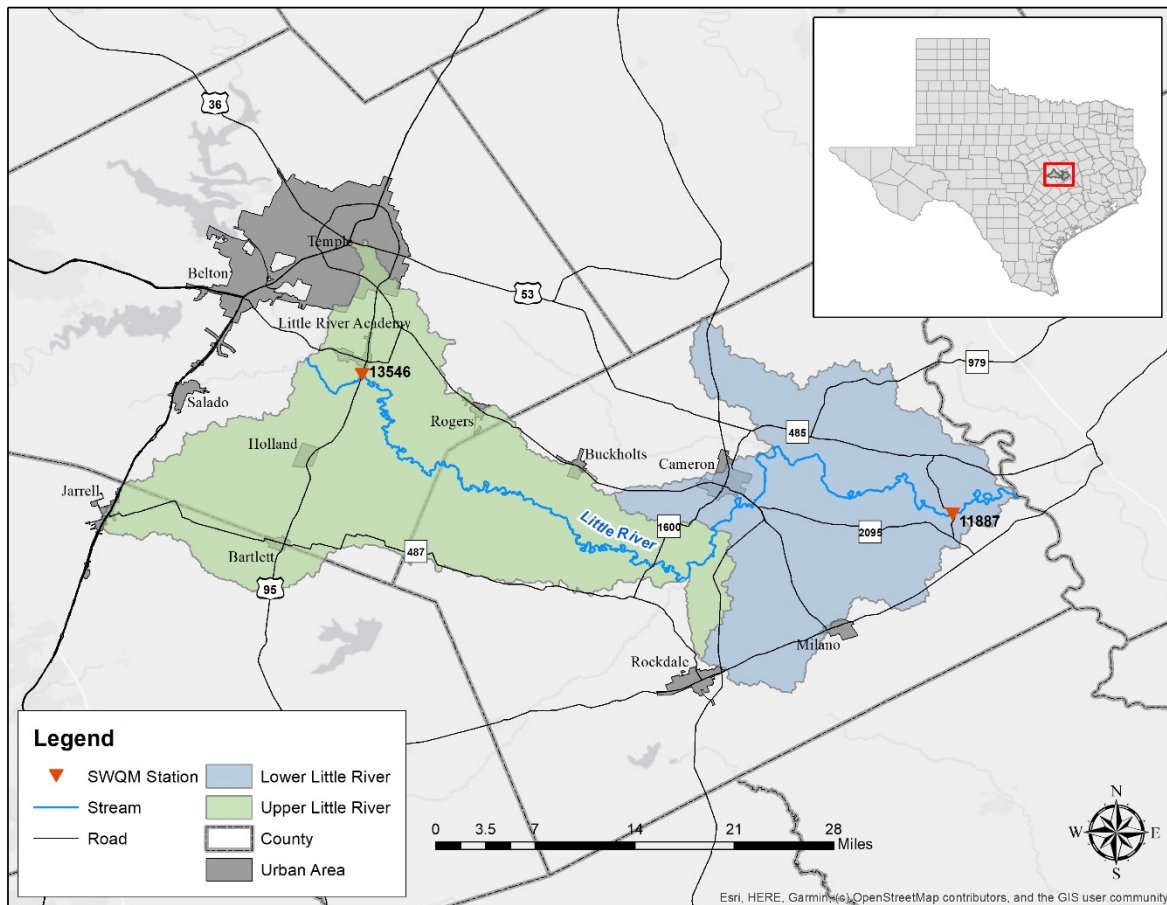 36
Temple
Belton
53
Little River Academy
13546
979
Salado
Rogers
485
Holland
Buckholts
Cameron
Jarrell
1600
11887
Little River
2095
Bartlett
487
95
Milano
Rockdale
Legend
SWQM Station
Stream
Road
Lower Little River
Upper Little River
County
Urban Area
0 3.5 7 14 21 28
Miles
N
W E
S
Esri, HERE, Garmin, (c) OpenStreetMap contributors, and the GIS user community